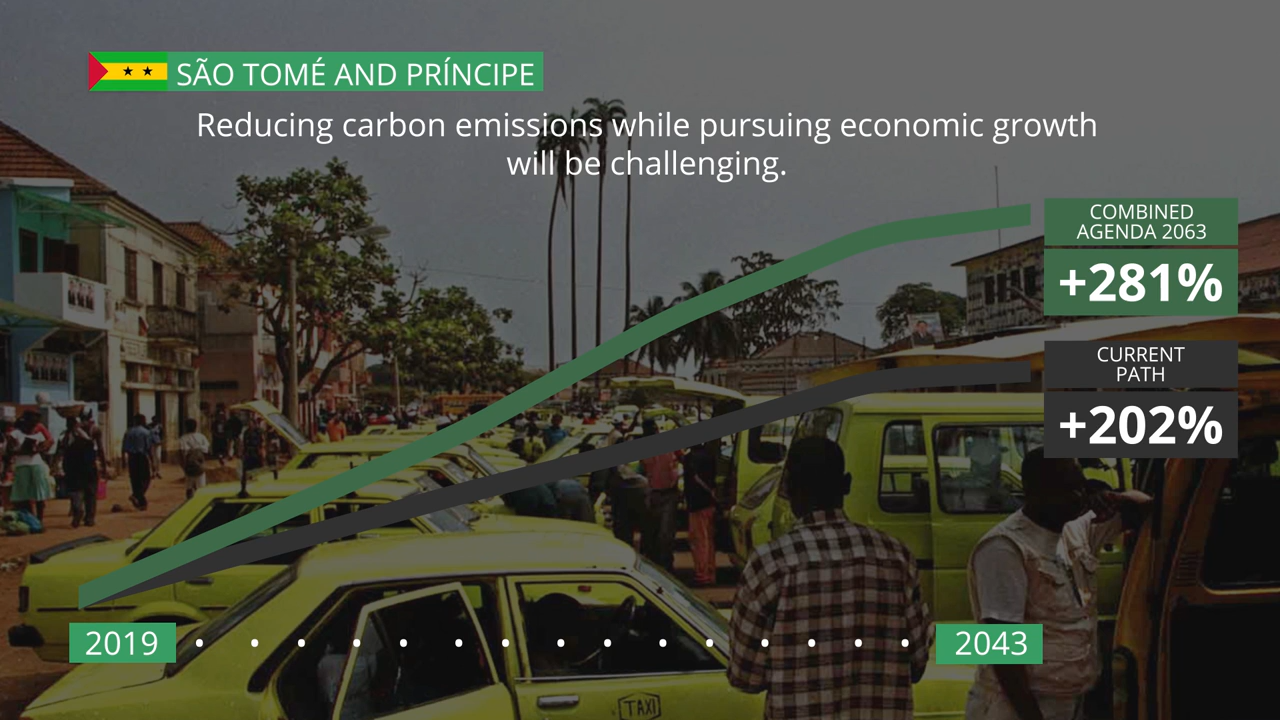 SÃO TOMÉ AND PRÍNCIPE
Reducing carbon emissions while pursuing economic growth
will be challenging.
COMBINED
AGENDA 2063
+281%
CURRENT
PATH
+202%
2019
2043
TAXI